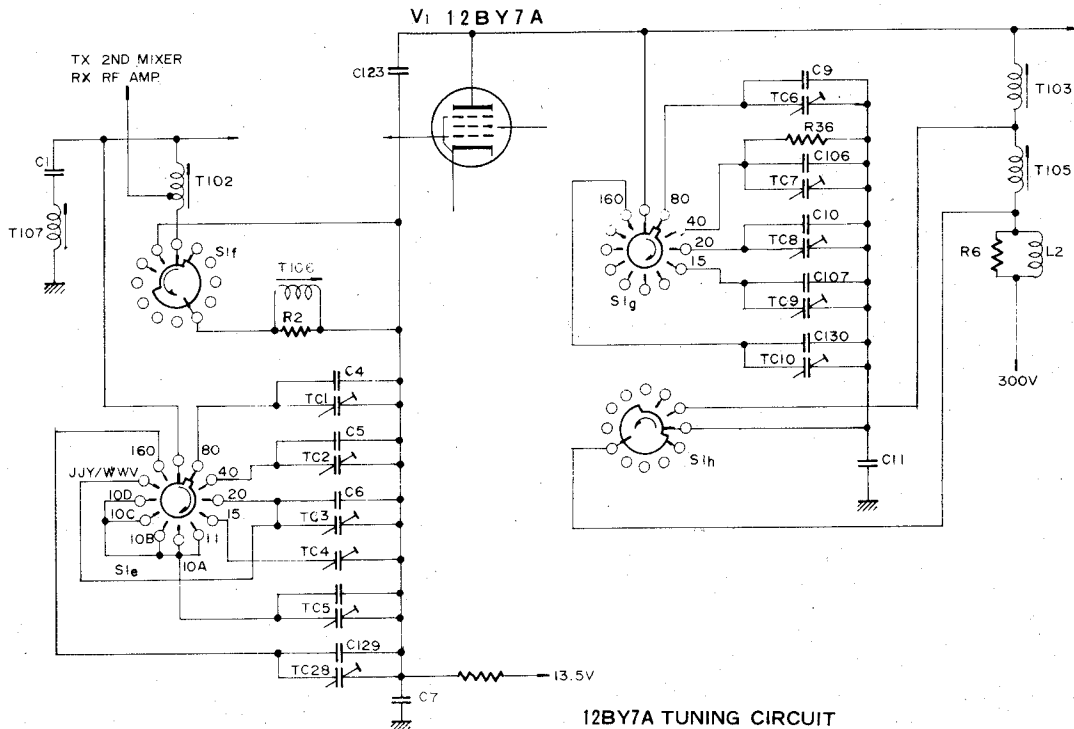 V1 12BY7A
TX 2ND MIXER
RX RF AMP.
C1
T107
T102
S1f
T106
R2
C123
C4
TC1
C5
TC2
C6
TC3
TC4
TC5
C129
TC28
C7
13.5V
160
80
JJY/WWV
40
10D
20
10C
15
10B
11
10A
S1e
C9
TC6
R36
C106
TC7
C10
TC8
C107
TC9
C130
TC10
160
80
40
20
15
S1g
S1h
C11
T103
T105
R6
L2
300V
12BY7A TUNING CIRCUIT